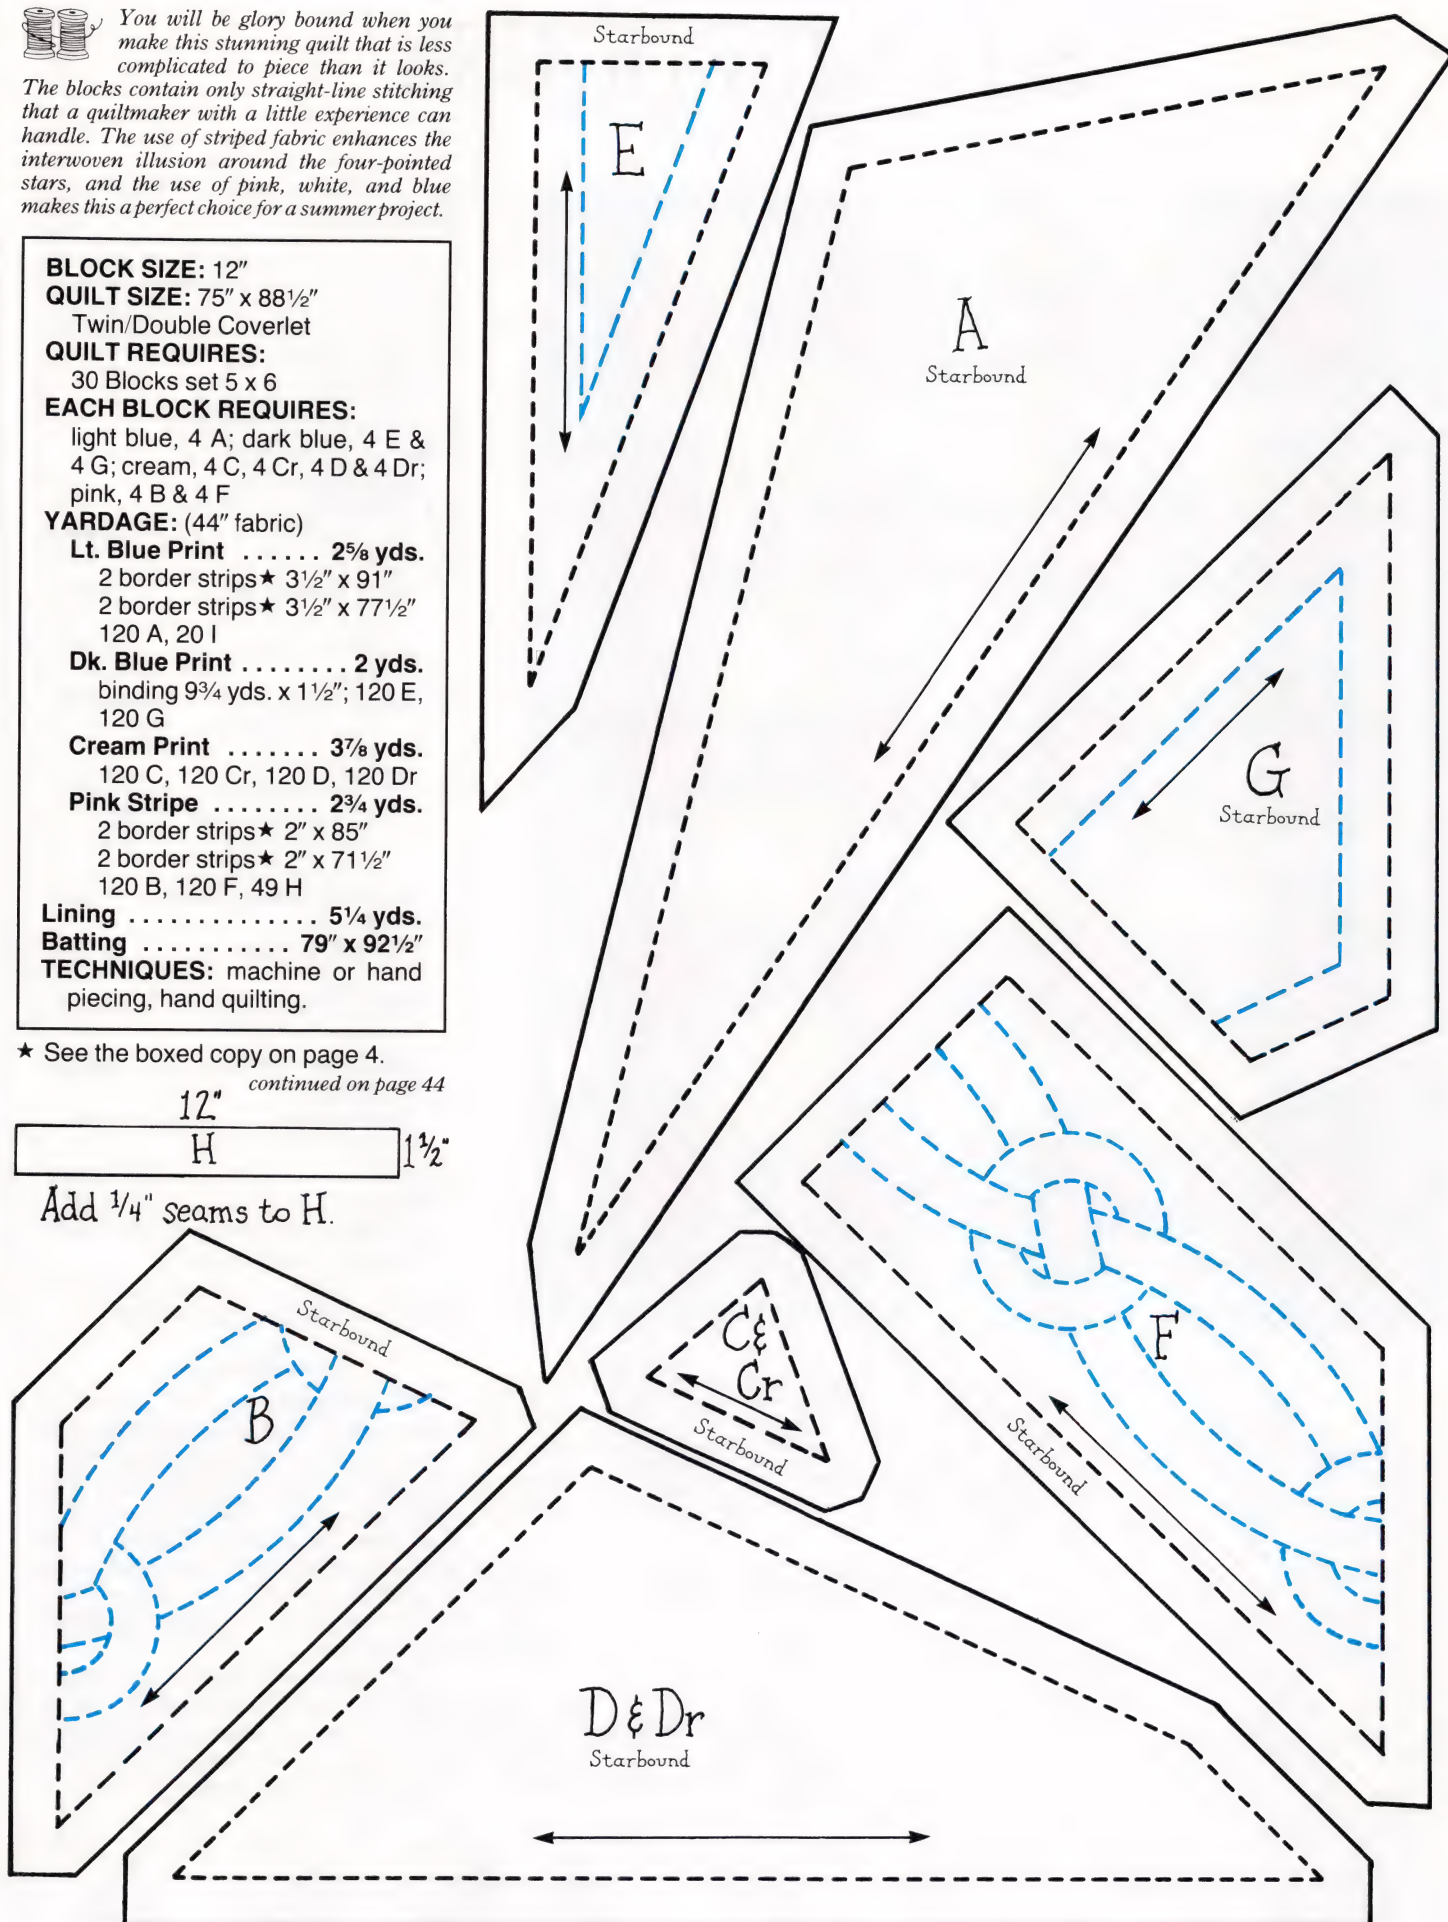 You will be glory bound when you
make this stunning quilt that is less
complicated to piece than it looks.
The blocks contain only straight-line stitching
that a quiltmaker with a little experience can
handle. The use of striped fabric enhances the
interwoven illusion around the four-pointed
stars, and the use of pink, white, and blue
makes this a perfect choice for a summer project.
BLOCK SIZE: 12″
QUILT SIZE: 75″ x 88½″
Twin/Double Coverlet
QUILT REQUIRES:
30 Blocks set 5 x 6
EACH BLOCK REQUIRES:
light blue, 4 A; dark blue, 4 E &
4 G; cream, 4 C, 4 Cr, 4 D & 4 Dr;
pink, 4 B & 4 F
YARDAGE: (44″ fabric)
Lt. Blue Print ...... 2⅝ yds.
2 border strips★ 3½″ x 91″
2 border strips★ 3½″ x 77½″
120 A, 20 I
Dk. Blue Print ........ 2 yds.
binding 9¾ yds. x 1½″; 120 E,
120 G
Cream Print ....... 3⅞ yds.
120 C, 120 Cr, 120 D, 120 Dr
Pink Stripe ........ 2¾ yds.
2 border strips★ 2″ x 85″
2 border strips★ 2″ x 71½″
120 B, 120 F, 49 H
Lining .............. 5¼ yds.
Batting ........... 79″ x 92½″
TECHNIQUES: machine or hand
piecing, hand quilting.
★ See the boxed copy on page 4.
continued on page 44
12"
H
1½"
Add ¼" seams to H.
Starbound
E
A
Starbound
G
Starbound
F
Starbound
C&
Cr
Starbound
Starbound
B
D & Dr
Starbound